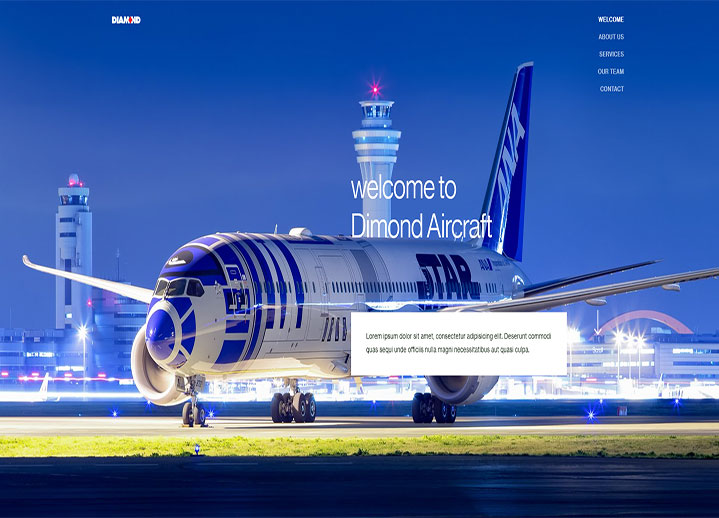 DIAMOND
WELCOME
ABOUT US
SERVICES
OUR TEAM
CONTACT
welcome to
Dimond Aircraft
ANA
STAR
ANA
Lorem ipsum dolor sit amet, consectetur adipisicing elit. Deserunt commodi
quas sequi unde officiis nulla magni necessitatibus aut quasi culpa.